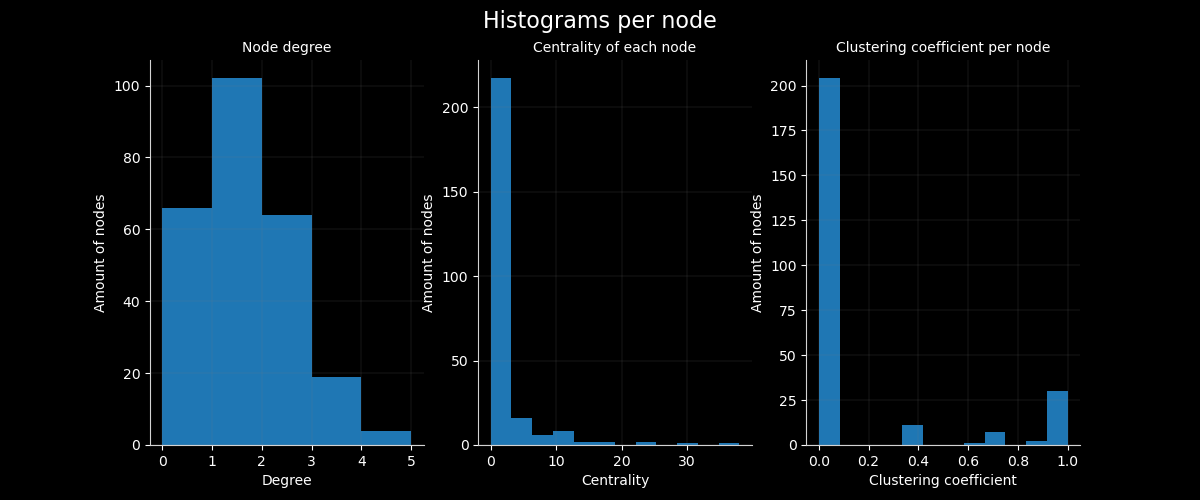 Histograms per node
Node degree
Amount of nodes
100
80
60
40
20
0
0 1 2 3 4 5
Degree
Centrality of each node
Amount of nodes
200
150
100
50
0
0 10 20 30
Centrality
Clustering coefficient per node
Amount of nodes
200
175
150
125
100
75
50
25
0
0.0 0.2 0.4 0.6 0.8 1.0
Clustering coefficient